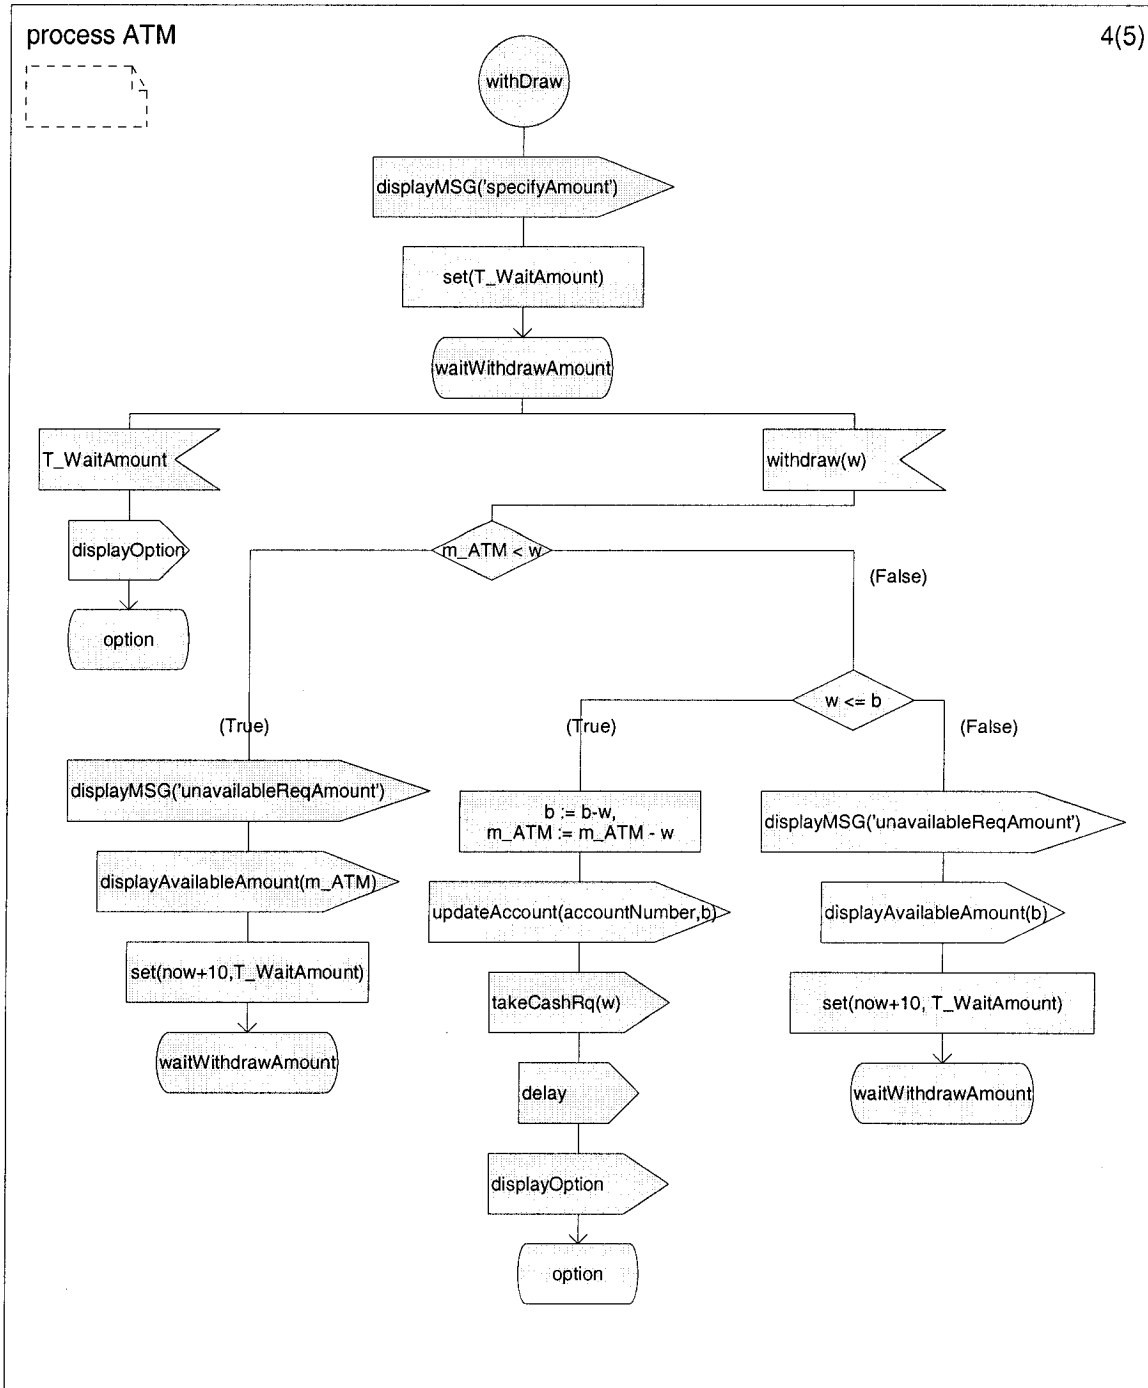 process ATM
4(5)
withDraw
displayMSG('specifyAmount')
set(T_WaitAmount)
waitWithdrawAmount
T_WaitAmount
withdraw(w)
displayOption
m_ATM < w
(False)
option
w <= b
(True)
(True)
(False)
displayMSG('unavailableReqAmount')
b := b-w,
m_ATM := m_ATM - w
displayMSG('unavailableReqAmount')
displayAvailableAmount(m_ATM)
updateAccount(accountNumber,b)
displayAvailableAmount(b)
set(now+10,T_WaitAmount)
takeCashRq(w)
set(now+10, T_WaitAmount)
waitWithdrawAmount
delay
waitWithdrawAmount
displayOption
option